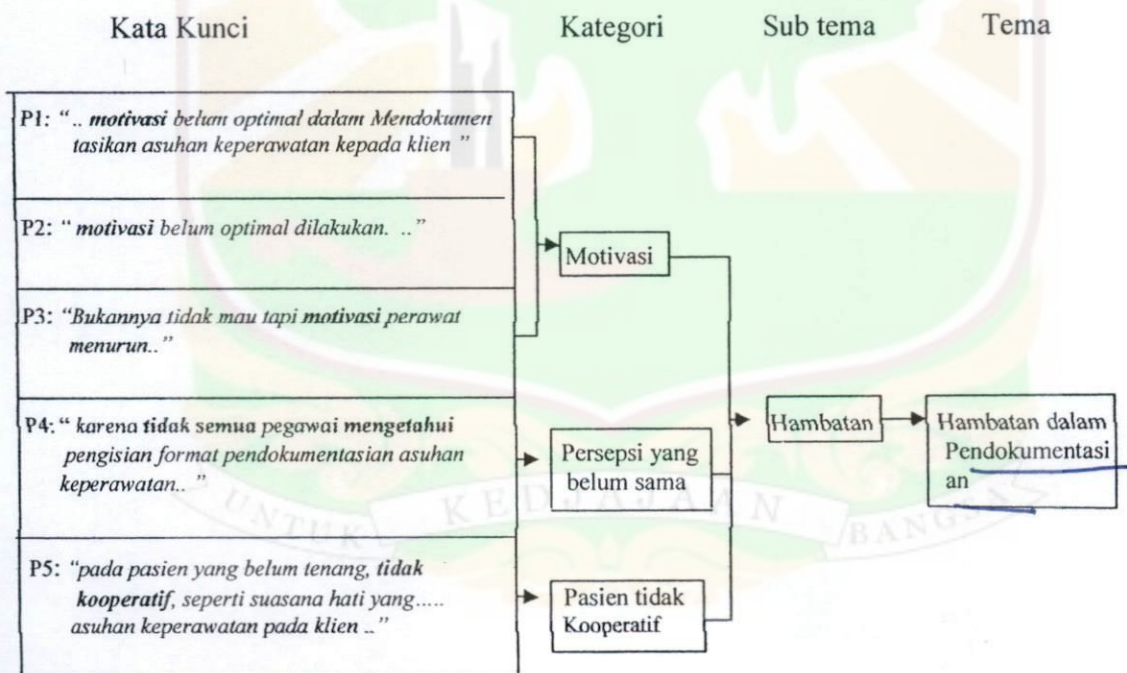 Kata Kunci Kategori Sub tema Tema
P1: “.. motivasi belum optimal dalam Mendokumen
tasikan asuhan keperawatan kepada klien ”
P2: “ motivasi belum optimal dilakukan. ..”
Motivasi
P3: “Bukannya tidak mau tapi motivasi perawat
menurun..”
P4: “ karena tidak semua pegawai mengetahui
pengisian format pendokumentasian asuhan
keperawatan.. ”
Persepsi yang
belum sama
Hambatan
Hambatan dalam
Pendokumentasi
an
UNTUK KEDJAJAAN BANGSA
P5: “pada pasien yang belum tenang, tidak
kooperatif, seperti suasana hati yang.....
asuhan keperawatan pada klien ..”
Pasien tidak
Kooperatif